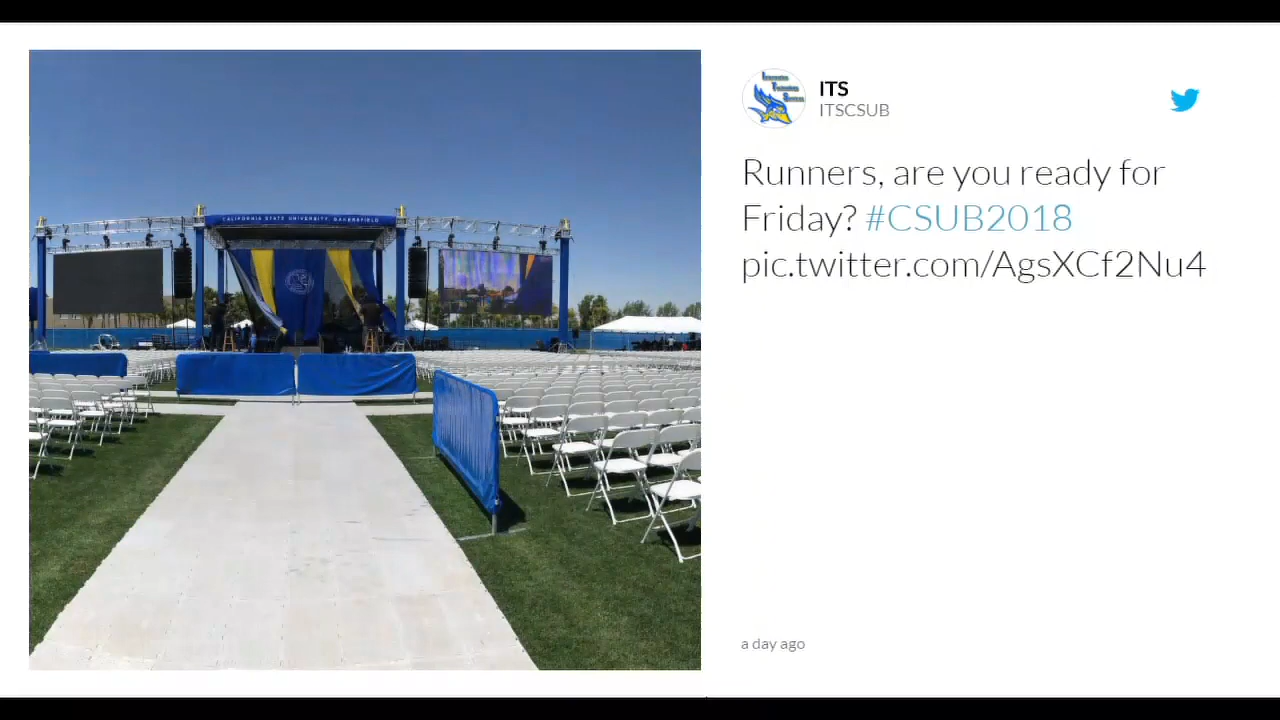 CALIFORNIA STATE UNIVERSITY, BAKERSFIELD
ITS
ITSCSUB
Runners, are you ready for
Friday? #CSUB2018
pic.twitter.com/AgsXCf2Nu4
a day ago